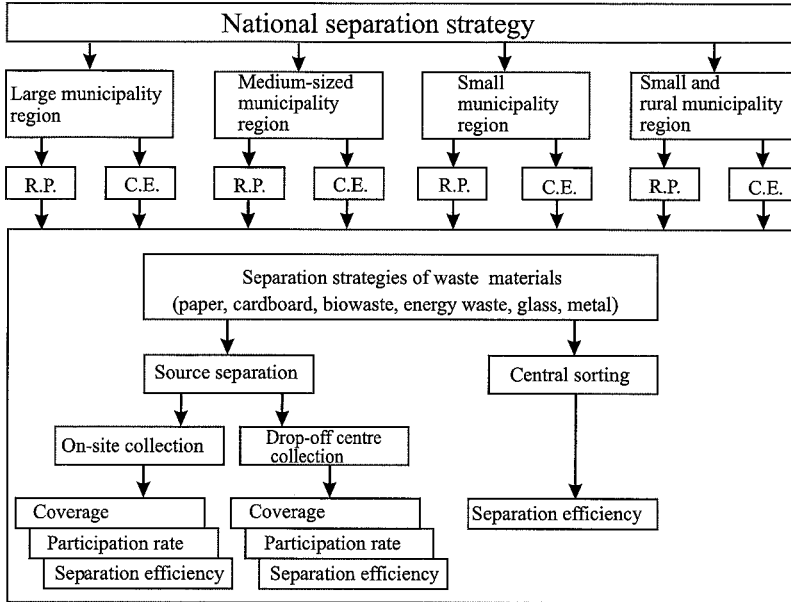 National separation strategy
Large municipality
region
Medium-sized
municipality
region
Small
municipality
region
Small and
rural municipality
region
R.P.
C.E.
R.P.
C.E.
R.P.
C.E.
R.P.
C.E.
Separation strategies of waste materials
(paper, cardboard, biowaste, energy waste, glass, metal)
Source separation
Central sorting
On-site collection
Drop-off centre
collection
Coverage
Participation rate
Separation efficiency
Coverage
Participation rate
Separation efficiency
Separation efficiency